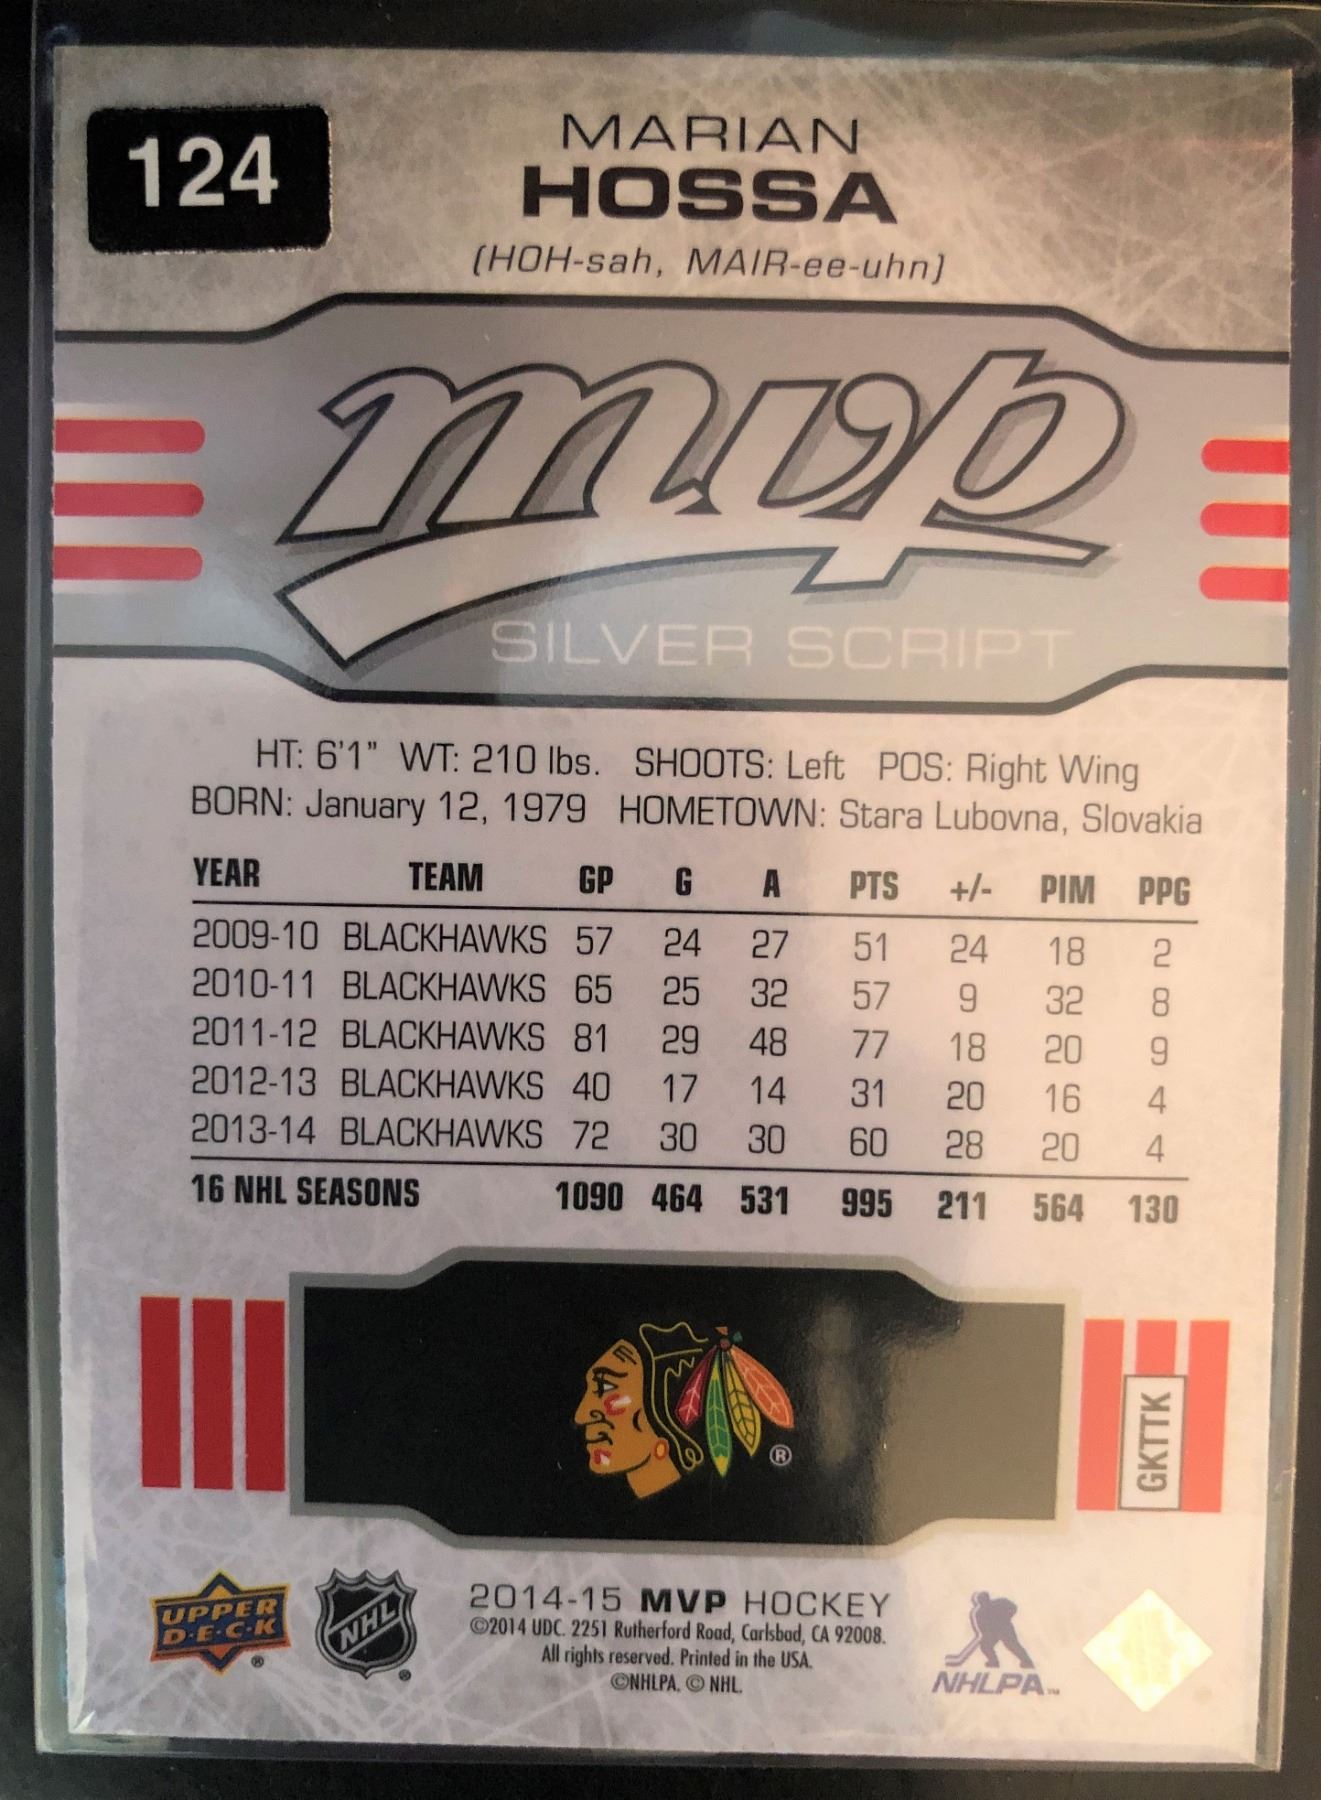 124
MARIAN
HOSSA
(HOH-sah, MAIR-ee-uhn)
mvp
SILVER SCRIPT
HT: 6'1" WT: 210 lbs. SHOOTS: Left POS: Right Wing
BORN: January 12, 1979 HOMETOWN: Stara Lubovna, Slovakia
YEAR TEAM GP G A PTS +/- PIM PPG
2009-10 BLACKHAWKS 57 24 27 51 24 18 2
2010-11 BLACKHAWKS 65 25 32 57 9 32 8
2011-12 BLACKHAWKS 81 29 48 77 18 20 9
2012-13 BLACKHAWKS 40 17 14 31 20 16 4
2013-14 BLACKHAWKS 72 30 30 60 28 20 4
16 NHL SEASONS 1090 464 531 995 211 564 130
®
GKTTK
UPPER
D·E·C·K
®
NHL
®
2014-15 MVP HOCKEY
©2014 UDC. 2251 Rutherford Road, Carlsbad, CA 92008.
All rights reserved. Printed in the USA.
©NHLPA. © NHL.
NHLPA™